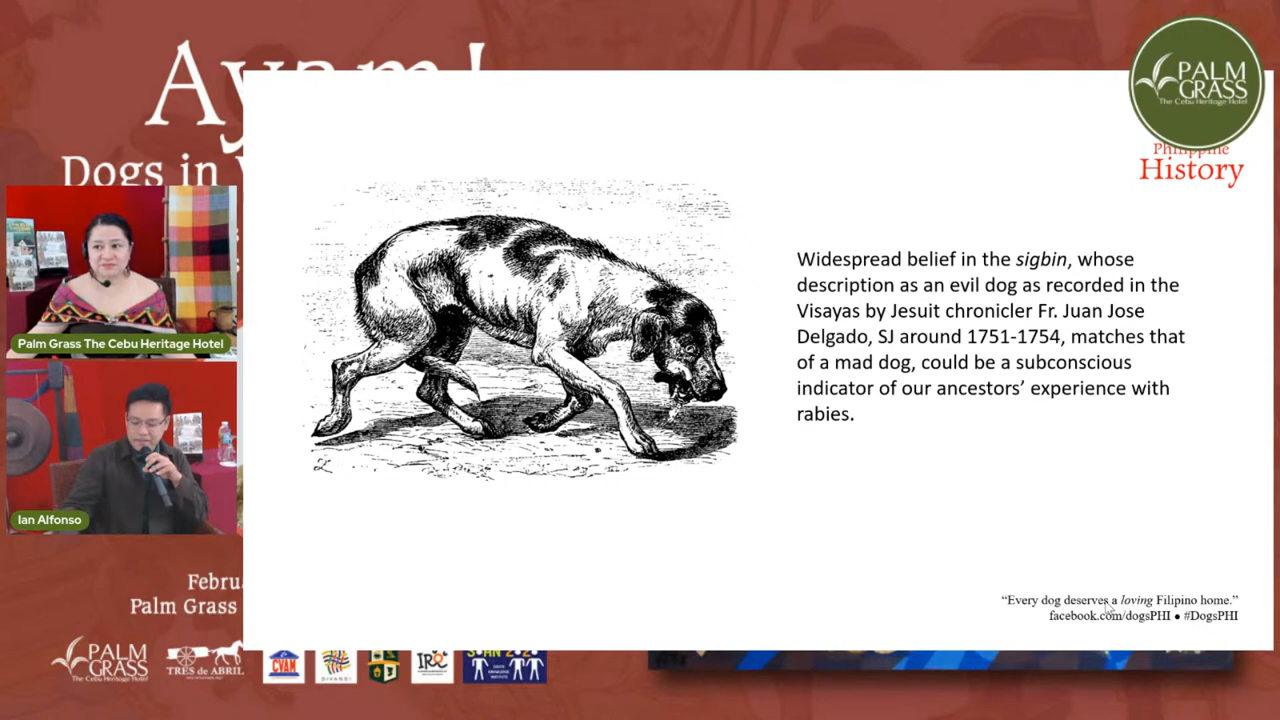 Dogs in
PALM
GRASS
The Cebu Heritage Hotel
Philippine
History
Widespread belief in the sigbin, whose
description as an evil dog as recorded in the
Visayas by Jesuit chronicler Fr. Juan Jose
Delgado, SJ around 1751-1754, matches that
of a mad dog, could be a subconscious
indicator of our ancestors’ experience with
rabies.
Palm Grass The Cebu Heritage Hotel
Ian Alfonso
Palm Grass
“Every dog deserves a loving Filipino home.”
facebook.com/dogsPHI ● #DogsPHI
PALM
GRASS
The Cebu Heritage Hotel
TRES de ABRIL
CVAM